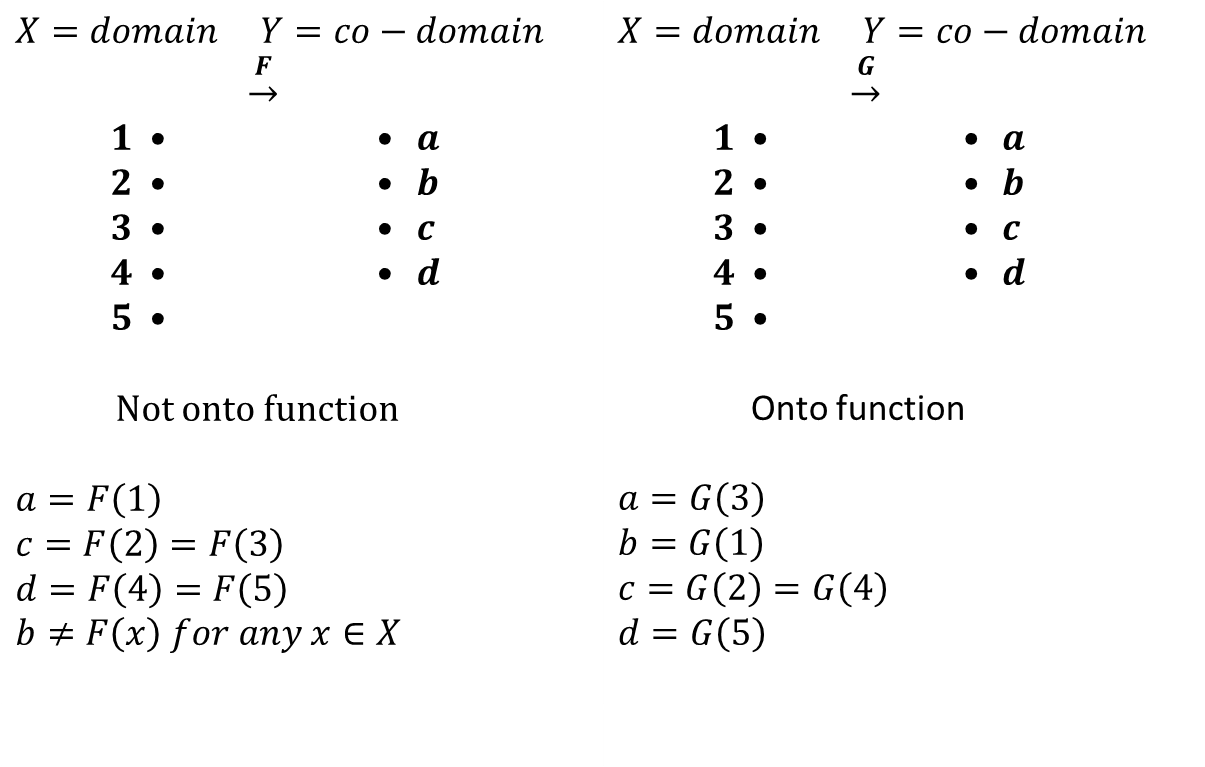 X = domain Y = co − domain
F
→
1 • • a
2 • • b
3 • • c
4 • • d
5 •
Not onto function
a = F(1)
c = F(2) = F(3)
d = F(4) = F(5)
b ≠ F(x) for any x ∈ X
X = domain Y = co − domain
G
→
1 • • a
2 • • b
3 • • c
4 • • d
5 •
Onto function
a = G(3)
b = G(1)
c = G(2) = G(4)
d = G(5)